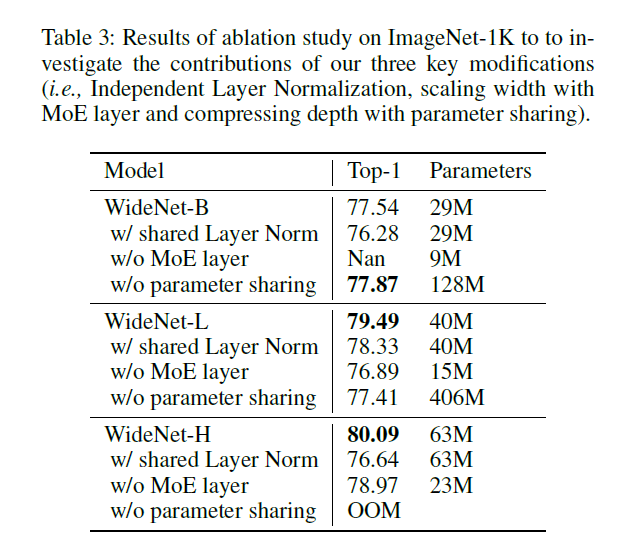 Table 3: Results of ablation study on ImageNet-1K to to in-
vestigate the contributions of our three key modifications
(i.e., Independent Layer Normalization, scaling width with
MoE layer and compressing depth with parameter sharing).
Model Top-1 Parameters
WideNet-B 77.54 29M
w/ shared Layer Norm 76.28 29M
w/o MoE layer Nan 9M
w/o parameter sharing 77.87 128M
WideNet-L 79.49 40M
w/ shared Layer Norm 78.33 40M
w/o MoE layer 76.89 15M
w/o parameter sharing 77.41 406M
WideNet-H 80.09 63M
w/ shared Layer Norm 76.64 63M
w/o MoE layer 78.97 23M
w/o parameter sharing OOM